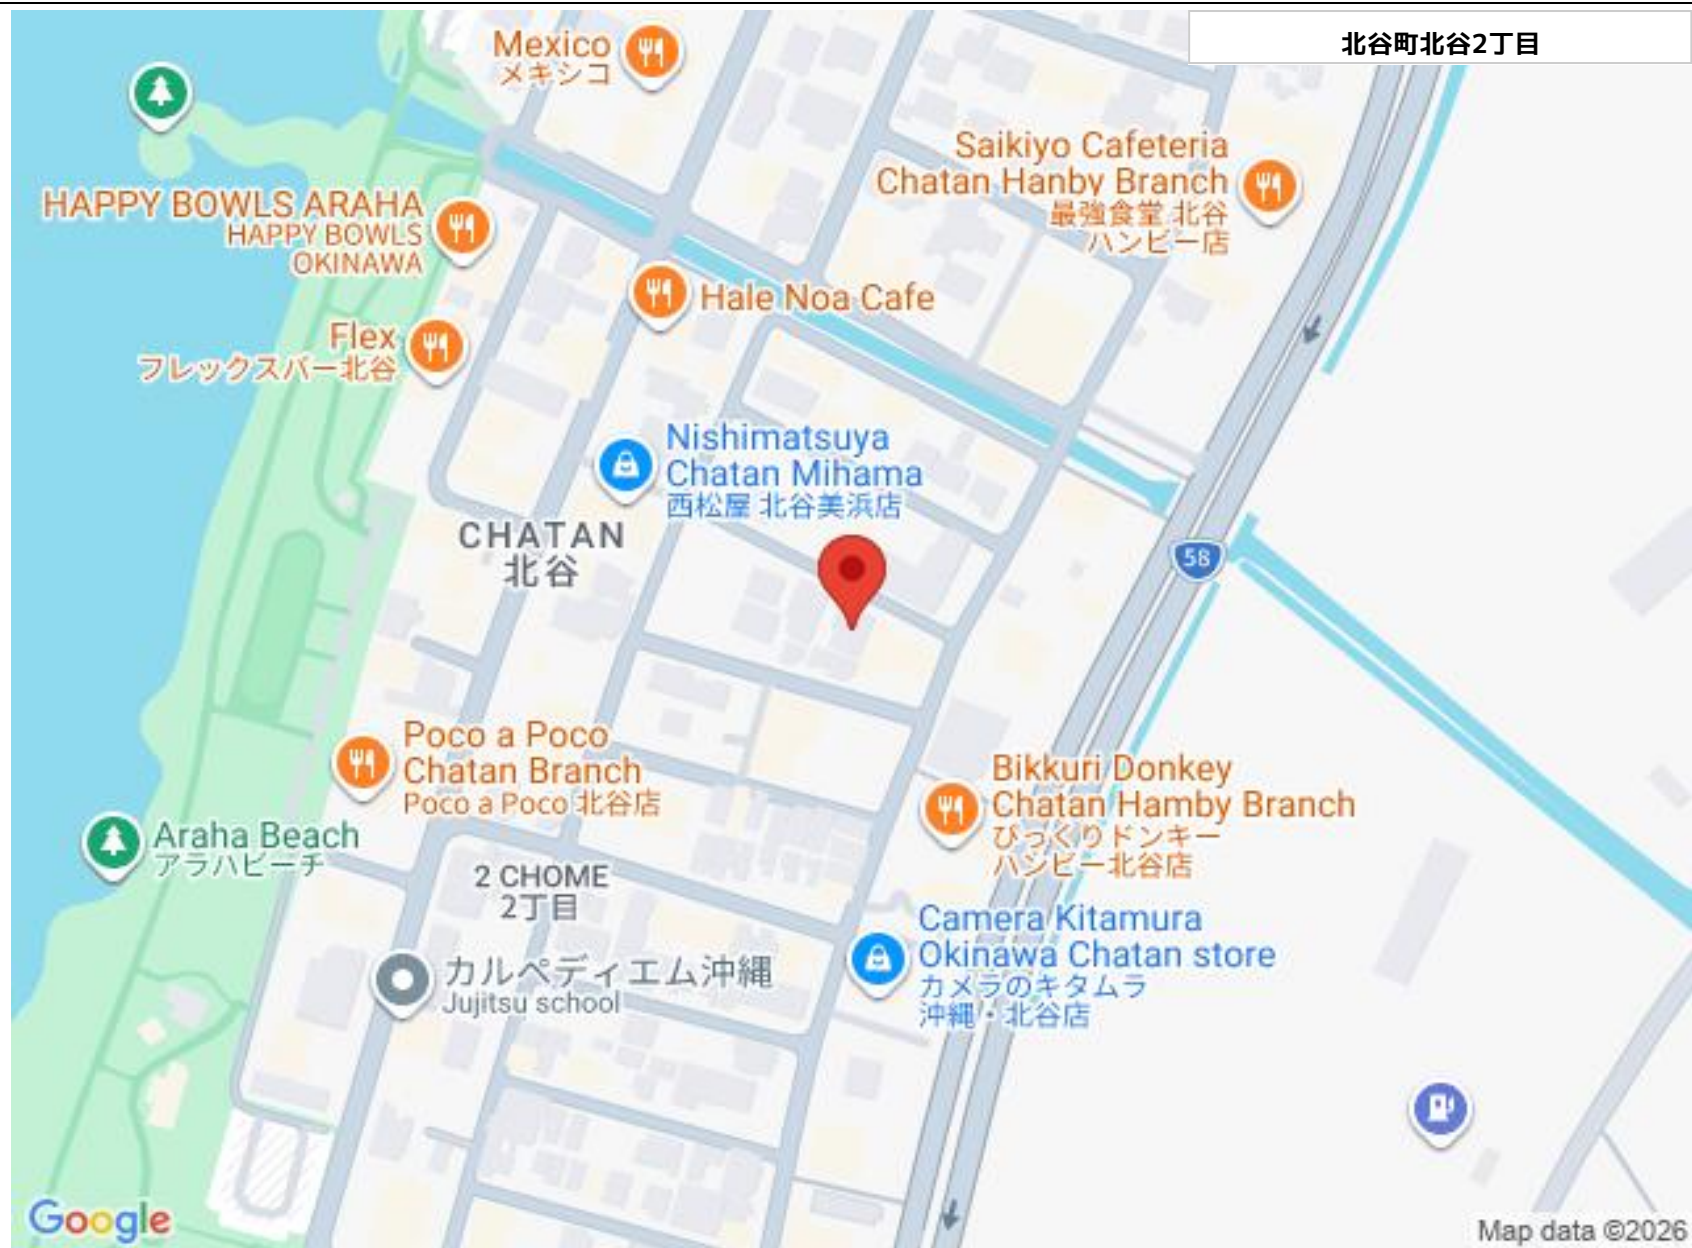 北谷町北谷2丁目
Mexico
メキシコ
Saikiyo Cafeteria
Chatan Hanby Branch
最強食堂 北谷
ハンビー店
HAPPY BOWLS ARAHA
HAPPY BOWLS
OKINAWA
Hale Noa Cafe
Flex
フレックスバー北谷
Nishimatsuya
Chatan Mihama
西松屋 北谷美浜店
CHATAN
北谷
58
Poco a Poco
Chatan Branch
Poco a Poco 北谷店
Bikkuri Donkey
Chatan Hamby Branch
びっくりドンキー
ハンビー北谷店
Araha Beach
アラハビーチ
2 CHOME
2丁目
Camera Kitamura
Okinawa Chatan store
カメラのキタムラ
沖縄・北谷店
カルペディエム沖縄
Jujitsu school
Google
Map data ©2026